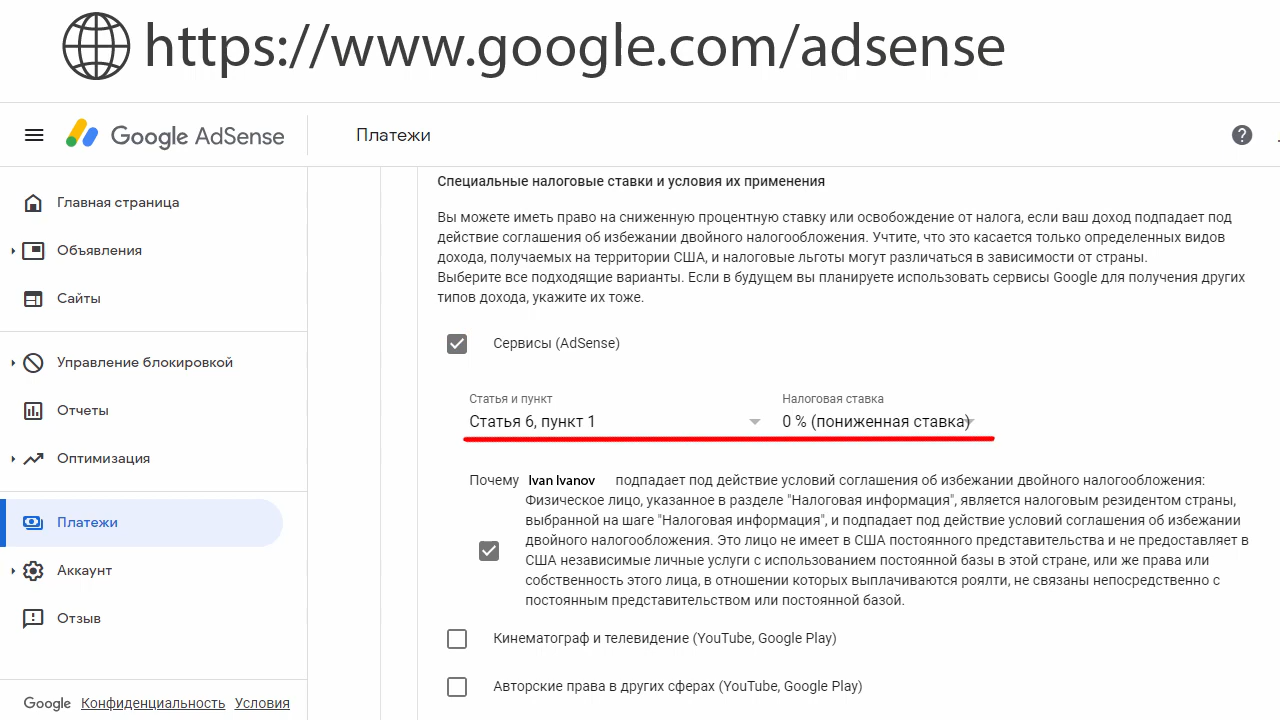 https://www.google.com/adsense
Google AdSense
Платежи
Главная страница
Объявления
Сайты
Управление блокировкой
Отчеты
Оптимизация
Платежи
Аккаунт
Отзыв
Google Конфиденциальность Условия
Специальные налоговые ставки и условия их применения
Вы можете иметь право на сниженную процентную ставку или освобождение от налога, если ваш доход подпадает под
действие соглашения об избежании двойного налогообложения. Учтите, что это касается только определенных видов
дохода, получаемых на территории США, и налоговые льготы могут различаться в зависимости от страны.
Выберите все подходящие варианты. Если в будущем вы планируете использовать сервисы Google для получения других
типов дохода, укажите их тоже.
Сервисы (AdSense)
Статья и пункт Налоговая ставка
Статья 6, пункт 1 0 % (пониженная ставка)
Почему Ivan Ivanov подпадает под действие условий соглашения об избежании двойного налогообложения:
Физическое лицо, указанное в разделе "Налоговая информация", является налоговым резидентом страны,
выбранной на шаге "Налоговая информация", и подпадает под действие условий соглашения об избежании
двойного налогообложения. Это лицо не имеет в США постоянного представительства и не предоставляет в
США независимые личные услуги с использованием постоянной базы в этой стране, или же права или
собственность этого лица, в отношении которых выплачиваются роялти, не связаны непосредственно с
постоянным представительством или постоянной базой.
Кинематограф и телевидение (YouTube, Google Play)
Авторские права в других сферах (YouTube, Google Play)